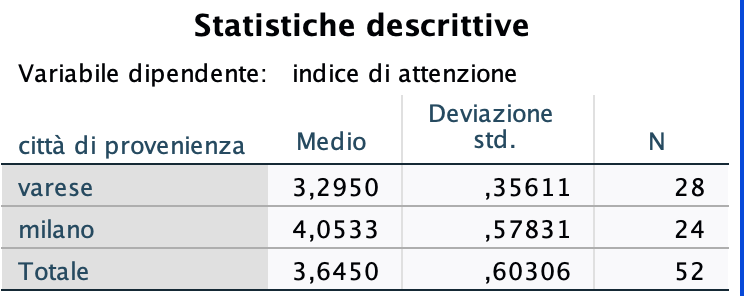 Statistiche descrittive
Variabile dipendente: indice di attenzione
città di provenienza Medio Deviazione std. N
varese 3,2950 ,35611 28
milano 4,0533 ,57831 24
Totale 3,6450 ,60306 52